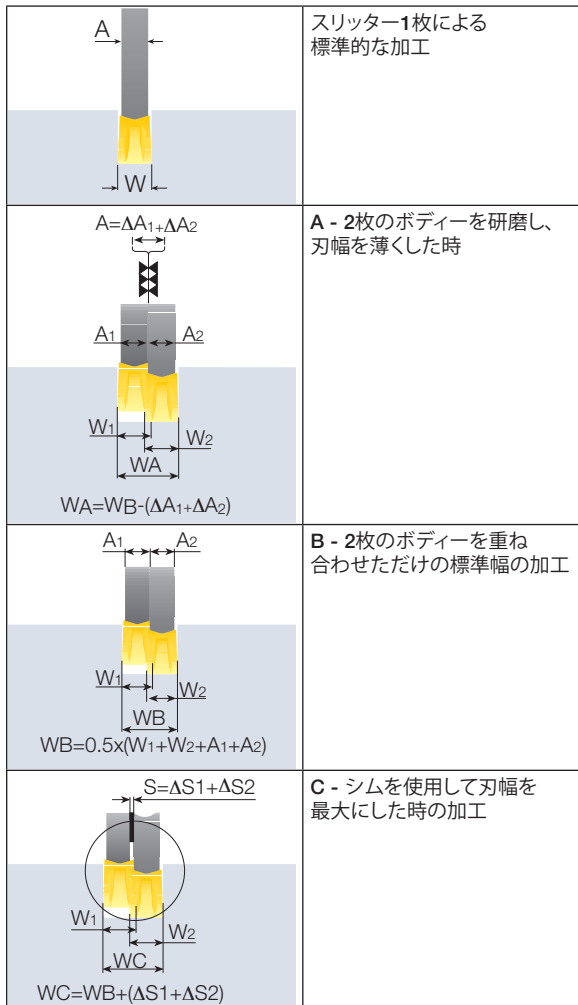 A
W
スリッター1枚による
標準的な加工
A=ΔA1+ΔA2
A1
A2
W1
W2
WA
WA=WB-(ΔA1+ΔA2)
A - 2枚のボディーを研磨し、
刃幅を薄くした時
A1
A2
W1
W2
WB
WB=0.5x(W1+W2+A1+A2)
B - 2枚のボディーを重ね
合わせただけの標準幅の加工
S=ΔS1+ΔS2
W1
W2
WC
WC=WB+(ΔS1+ΔS2)
C - シムを使用して刃幅を
最大にした時の加工